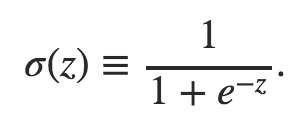 σ(z) ≡ 1 / (1 + e^{−z}).